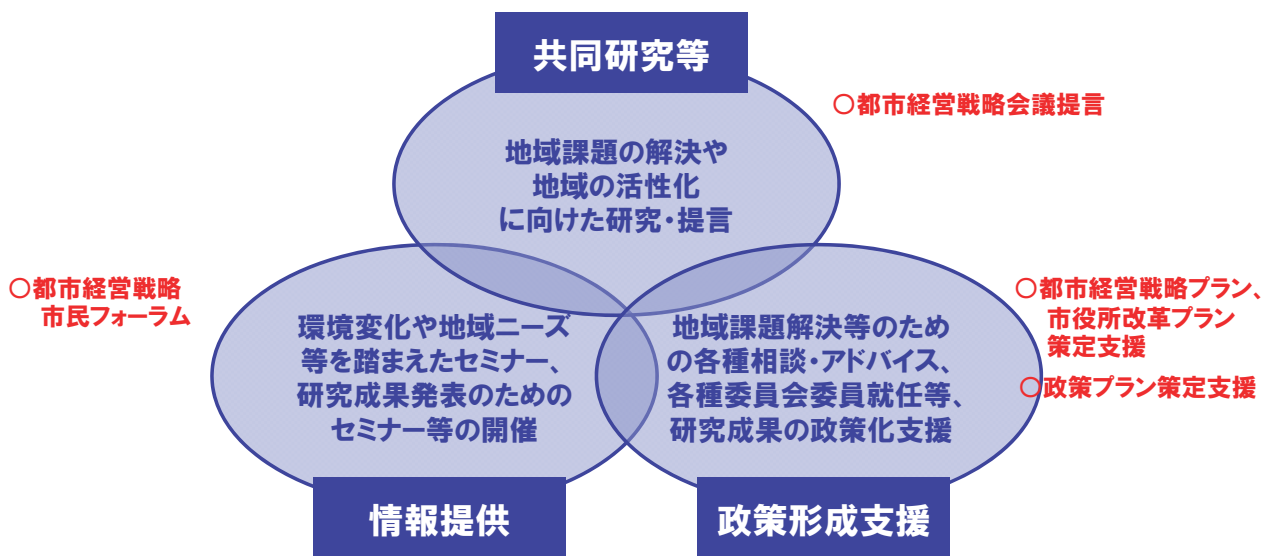 共同研究等
○都市経営戦略会議提言
地域課題の解決や
地域の活性化
に向けた研究・提言
○都市経営戦略
市民フォーラム
環境変化や地域ニーズ
等を踏まえたセミナー、
研究成果発表のための
セミナー等の開催
情報提供
地域課題解決等のため
の各種相談・アドバイス、
各種委員会委員就任等、
研究成果の政策化支援
○都市経営戦略プラン、
市役所改革プラン
策定支援
○政策プラン策定支援
政策形成支援